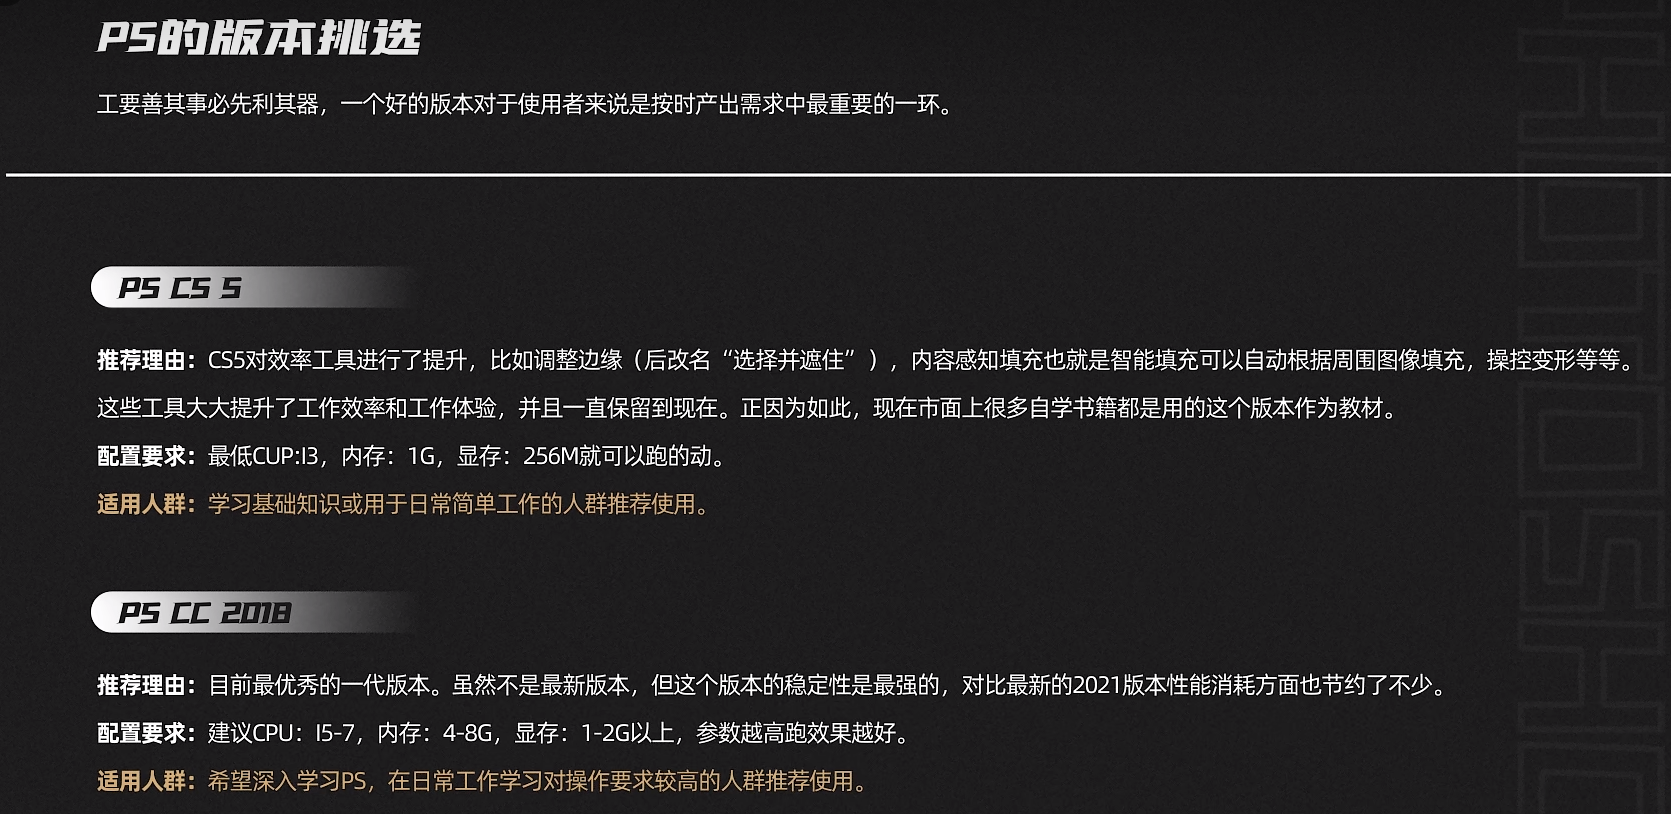 PS的版本挑选
工要善其事必先利其器，一个好的版本对于使用者来说是按时产出需求中最重要的一环。
PS CS 5
推荐理由：CS5对效率工具进行了提升，比如调整边缘（后改名“选择并遮住”），内容感知填充也就是智能填充可以自动根据周围图像填充，操控变形等等。
这些工具大大提升了工作效率和工作体验，并且一直保留到现在。正因为如此，现在市面上很多自学书籍都是用的这个版本作为教材。
配置要求：最低CUP:I3，内存：1G，显存：256M就可以跑的动。
适用人群：学习基础知识或用于日常简单工作的人群推荐使用。
PS CC 2018
推荐理由：目前最优秀的一代版本。虽然不是最新版本，但这个版本的稳定性是最强的，对比最新的2021版本性能消耗方面也节约了不少。
配置要求：建议CPU：I5-7，内存：4-8G，显存：1-2G以上，参数越高跑效果越好。
适用人群：希望深入学习PS，在日常工作学习对操作要求较高的人群推荐使用。